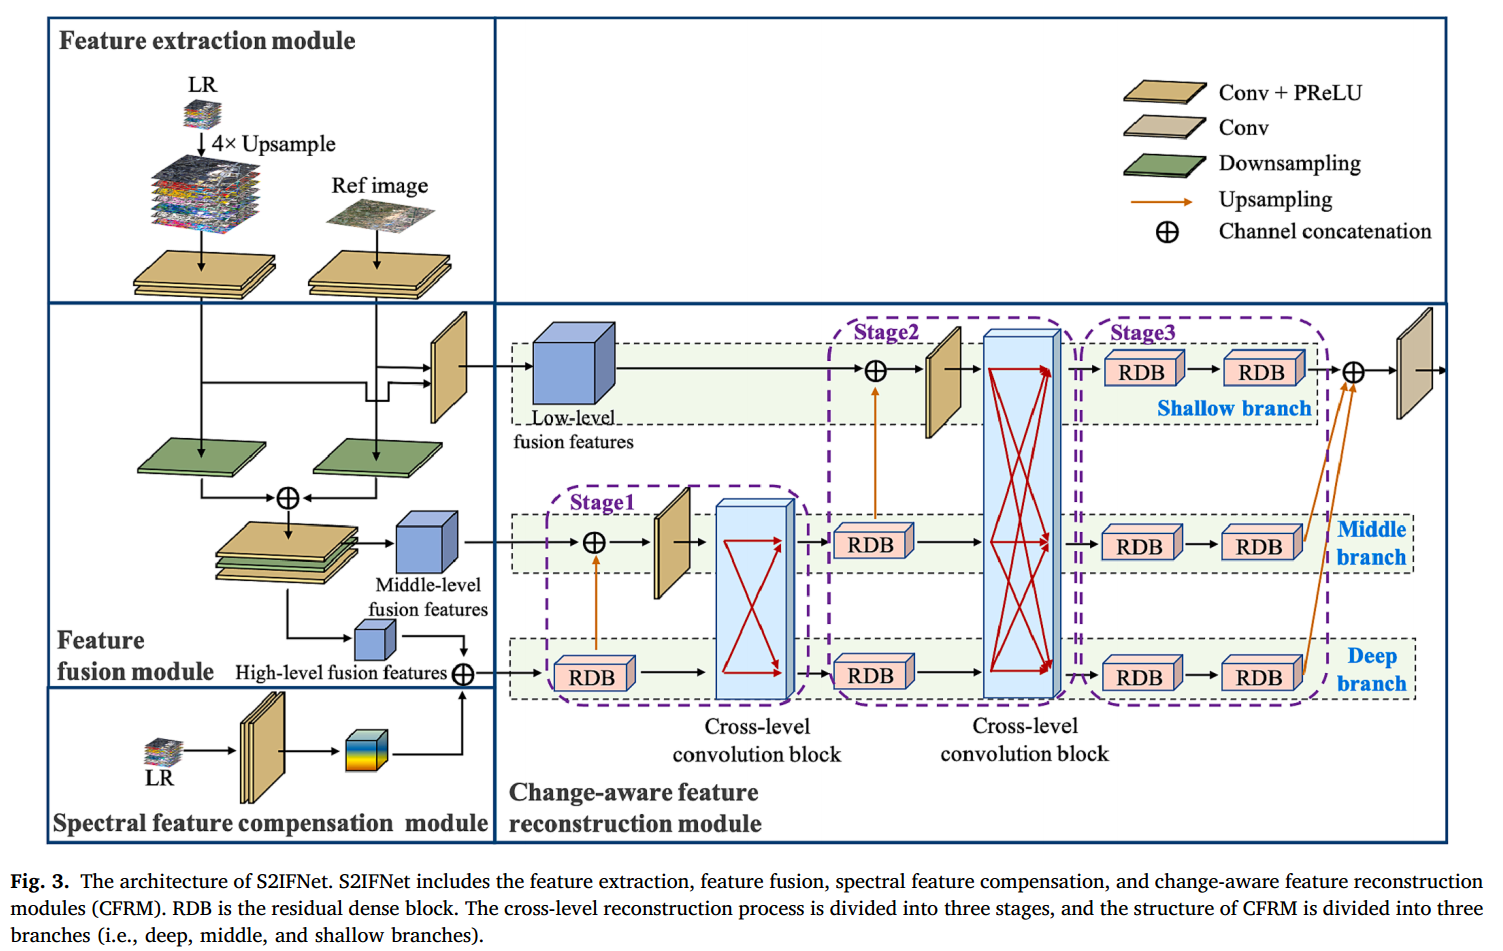 Feature extraction module
LR
4× Upsample
Ref image
Conv + PReLU
Conv
Downsampling
Upsampling
Channel concatenation
Low-level
fusion features
Middle-level
fusion features
High-level fusion features
Feature
fusion module
LR
Spectral feature compensation module
Stage1
Stage2
Stage3
RDB
RDB
Shallow branch
RDB
RDB
RDB
Middle
branch
RDB
RDB
RDB
RDB
Deep
branch
Cross-level
convolution block
Cross-level
convolution block
Change-aware feature
reconstruction module
Fig. 3. The architecture of S2IFNet. S2IFNet includes the feature extraction, feature fusion, spectral feature compensation, and change-aware feature reconstruction
modules (CFRM). RDB is the residual dense block. The cross-level reconstruction process is divided into three stages, and the structure of CFRM is divided into three
branches (i.e., deep, middle, and shallow branches).